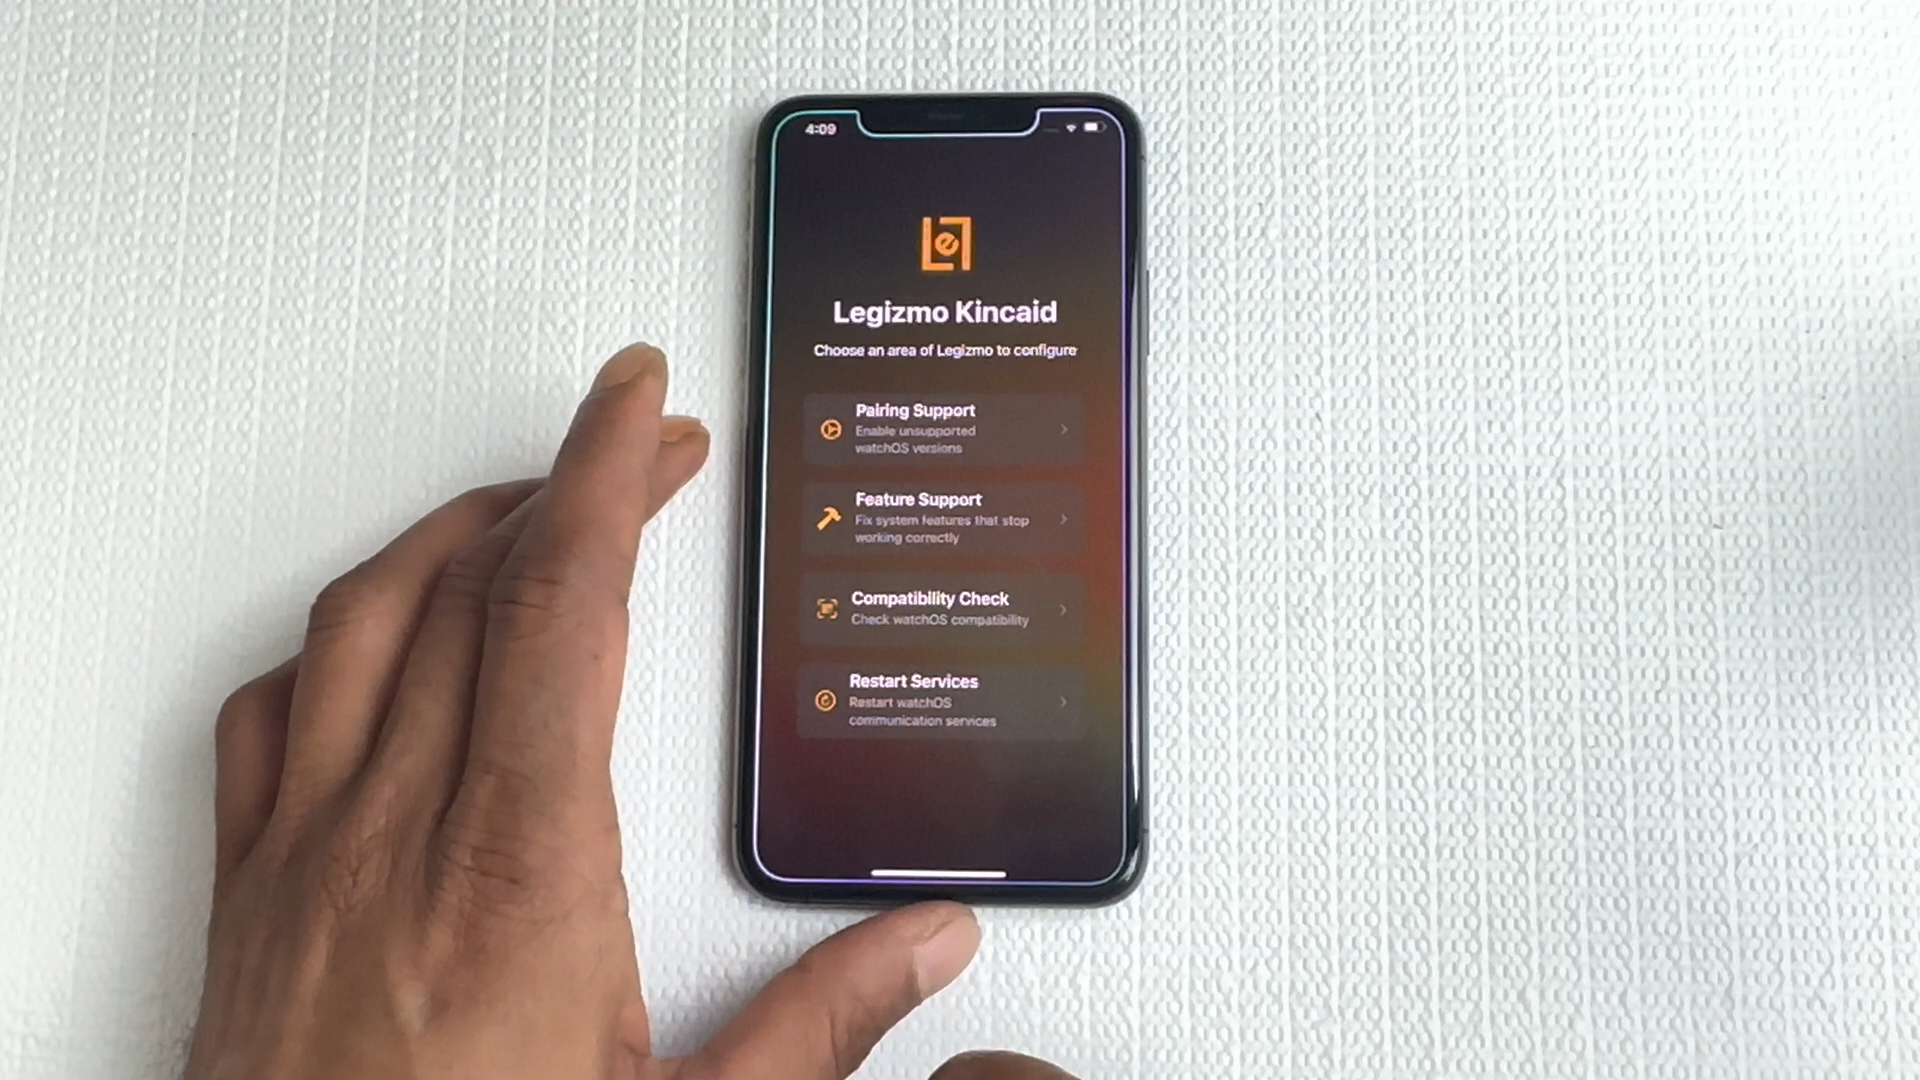 4:09
Le
Legizmo Kincaid
Choose an area of Legizmo to configure
Pairing Support
Enable unsupported
watchOS versions
Feature Support
Fix system features that stop
working correctly
Compatibility Check
Check watchOS compatibility
Restart Services
Restart watchOS
communication services